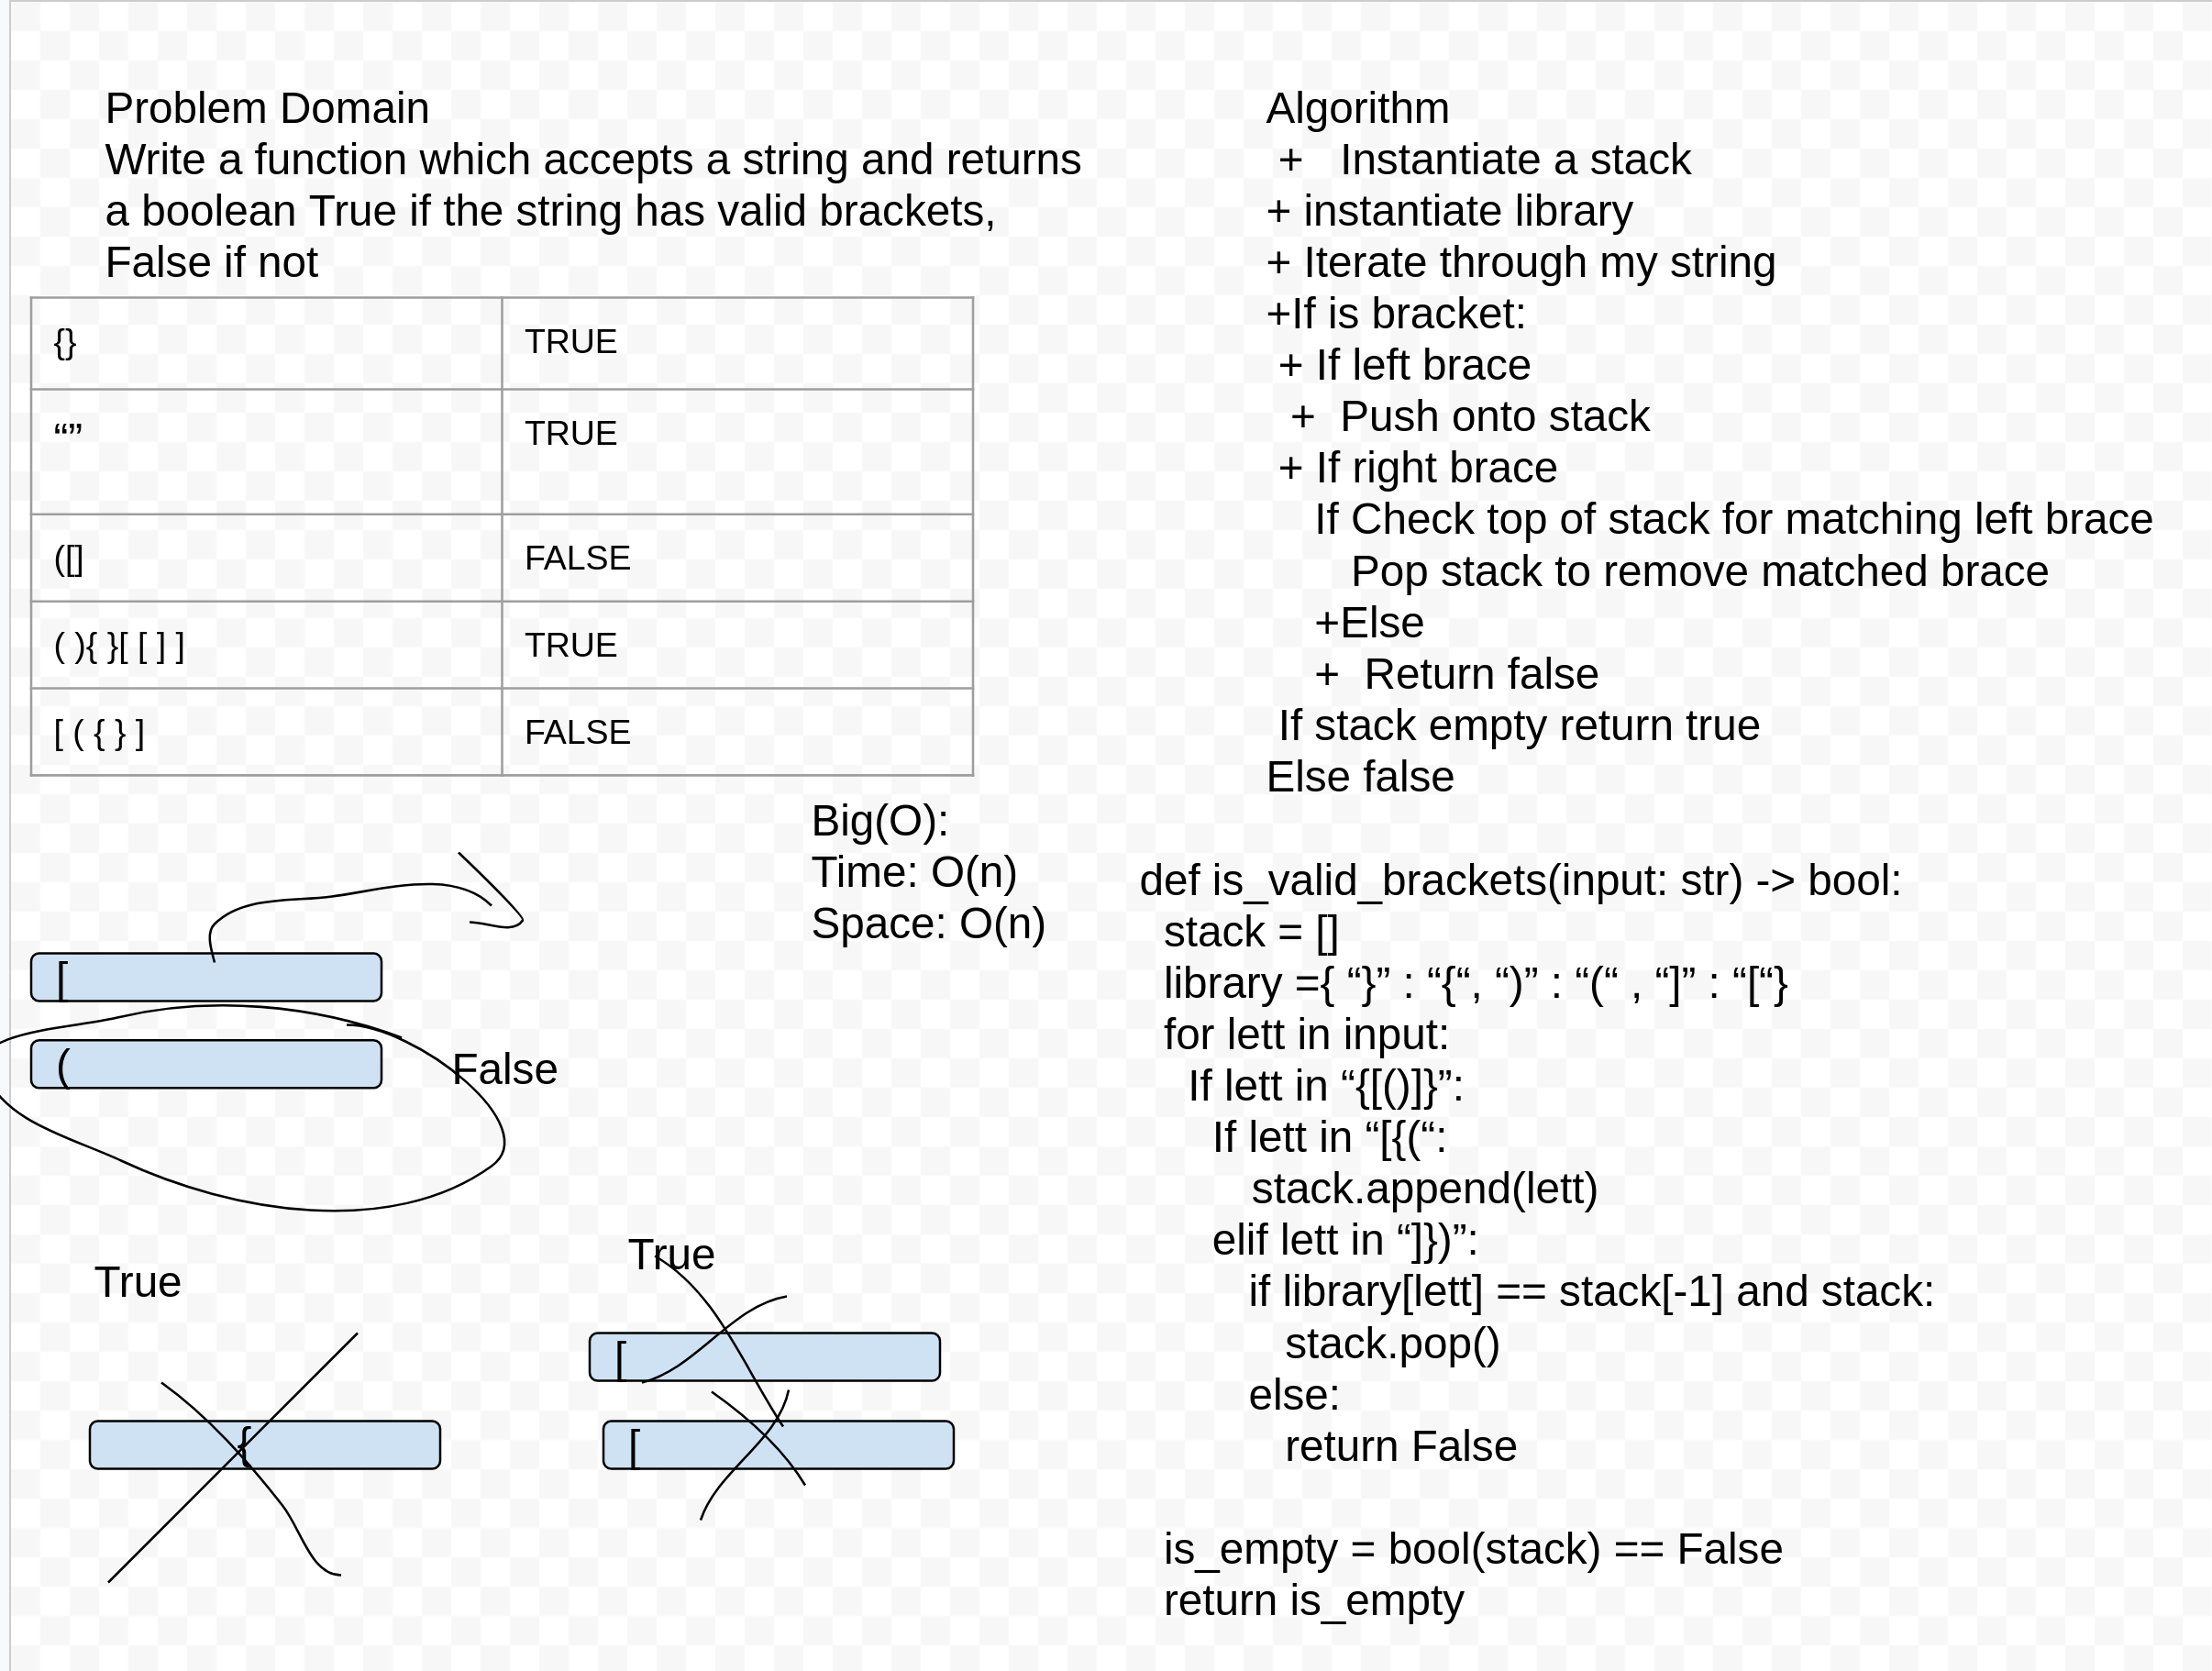 Problem Domain
Write a function which accepts a string and returns
a boolean True if the string has valid brackets,
False if not
{} TRUE
“” TRUE
([] FALSE
( ){ }[ [ ] ] TRUE
[ ( { } ] FALSE
Big(O):
Time: O(n)
Space: O(n)
[
(
False
True
{
True
[
[
Algorithm
+ Instantiate a stack
+ instantiate library
+ Iterate through my string
+If is bracket:
+ If left brace
+ Push onto stack
+ If right brace
If Check top of stack for matching left brace
Pop stack to remove matched brace
+Else
+ Return false
If stack empty return true
Else false
def is_valid_brackets(input: str) -> bool:
stack = []
library ={ “}” : “{“, “)” : “(“ , “]” : “[“}
for lett in input:
If lett in “{[()]}”:
If lett in “[{(“:
stack.append(lett)
elif lett in “]})”:
if library[lett] == stack[-1] and stack:
stack.pop()
else:
return False
is_empty = bool(stack) == False
return is_empty